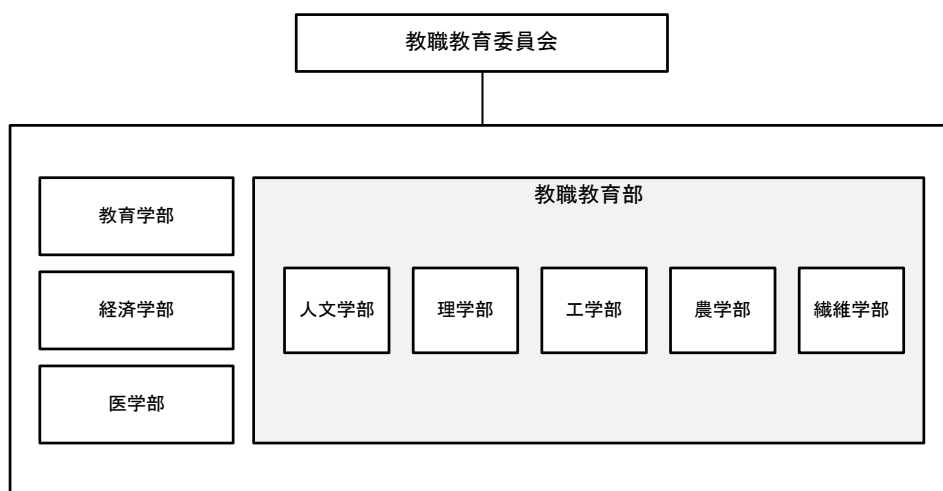 教職教育委員会
教育学部
経済学部
医学部
教職教育部
人文学部
理学部
工学部
農学部
繊維学部